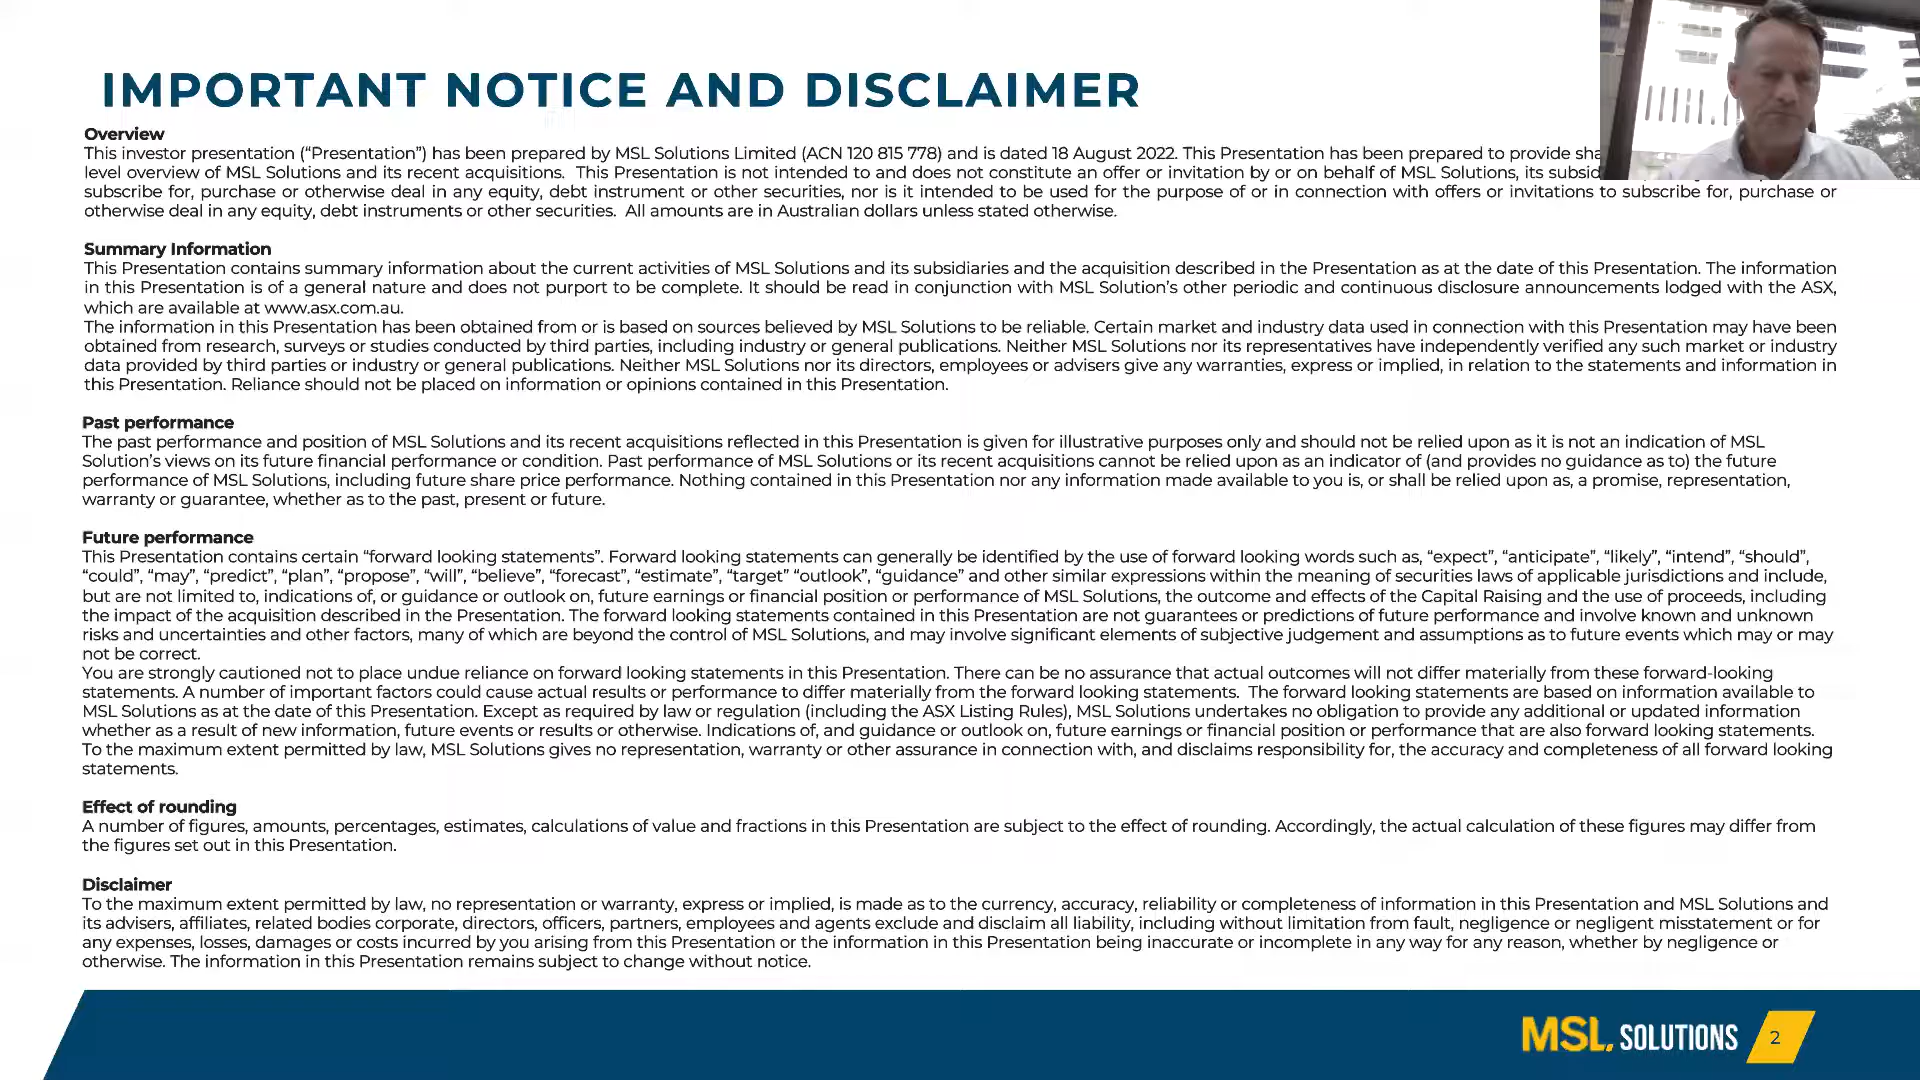 IMPORTANT NOTICE AND DISCLAIMER
Overview
This investor presentation (“Presentation”) has been prepared by MSL Solutions Limited (ACN 120 815 778) and is dated 18 August 2022. This Presentation has been prepared to provide
level overview of MSL Solutions and its recent acquisitions.  This Presentation is not intended to and does not constitute an offer or invitation by or on behalf of MSL Solutions, its
subscribe for, purchase or otherwise deal in any equity, debt instrument or other securities, nor is it intended to be used for the purpose of or in connection with offers or invitations to subscribe for, purchase or
otherwise deal in any equity, debt instruments or other securities.  All amounts are in Australian dollars unless stated otherwise.
Summary Information
This Presentation contains summary information about the current activities of MSL Solutions and its subsidiaries and the acquisition described in the Presentation as at the date of this Presentation. The information
in this Presentation is of a general nature and does not purport to be complete. It should be read in conjunction with MSL Solution’s other periodic and continuous disclosure announcements lodged with the ASX,
which are available at www.asx.com.au.
The information in this Presentation has been obtained from or is based on sources believed by MSL Solutions to be reliable. Certain market and industry data used in connection with this Presentation may have been
obtained from research, surveys or studies conducted by third parties, including industry or general publications. Neither MSL Solutions nor its representatives have independently verified any such market or industry
data provided by third parties or industry or general publications. Neither MSL Solutions nor its directors, employees or advisers give any warranties, express or implied, in relation to the statements and information in
this Presentation. Reliance should not be placed on information or opinions contained in this Presentation.
Past performance
The past performance and position of MSL Solutions and its recent acquisitions reflected in this Presentation is given for illustrative purposes only and should not be relied upon as it is not an indication of MSL
Solution’s views on its future financial performance or condition. Past performance of MSL Solutions or its recent acquisitions cannot be relied upon as an indicator of (and provides no guidance as to) the future
performance of MSL Solutions, including future share price performance. Nothing contained in this Presentation nor any information made available to you is, or shall be relied upon as, a promise, representation,
warranty or guarantee, whether as to the past, present or future.
Future performance
This Presentation contains certain “forward looking statements”. Forward looking statements can generally be identified by the use of forward looking words such as, “expect”, “anticipate”, “likely”, “intend”, “should”,
“could”, “may”, “predict”, “plan”, “propose”, “will”, “believe”, “forecast”, “estimate”, “target” “outlook”, “guidance” and other similar expressions within the meaning of securities laws of applicable jurisdictions and include,
but are not limited to, indications of, or guidance or outlook on, future earnings or financial position or performance of MSL Solutions, the outcome and effects of the Capital Raising and the use of proceeds, including
the impact of the acquisition described in the Presentation. The forward looking statements contained in this Presentation are not guarantees or predictions of future performance and involve known and unknown
risks and uncertainties and other factors, many of which are beyond the control of MSL Solutions, and may involve significant elements of subjective judgement and assumptions as to future events which may or may
not be correct.
You are strongly cautioned not to place undue reliance on forward looking statements in this Presentation. There can be no assurance that actual outcomes will not differ materially from these forward-looking
statements. A number of important factors could cause actual results or performance to differ materially from the forward looking statements.  The forward looking statements are based on information available to
MSL Solutions as at the date of this Presentation. Except as required by law or regulation (including the ASX Listing Rules), MSL Solutions undertakes no obligation to provide any additional or updated information
whether as a result of new information, future events or results or otherwise. Indications of, and guidance or outlook on, future earnings or financial position or performance that are also forward looking statements.
To the maximum extent permitted by law, MSL Solutions gives no representation, warranty or other assurance in connection with, and disclaims responsibility for, the accuracy and completeness of all forward looking
statements.
Effect of rounding
A number of figures, amounts, percentages, estimates, calculations of value and fractions in this Presentation are subject to the effect of rounding. Accordingly, the actual calculation of these figures may differ from
the figures set out in this Presentation.
Disclaimer
To the maximum extent permitted by law, no representation or warranty, express or implied, is made as to the currency, accuracy, reliability or completeness of information in this Presentation and MSL Solutions and
its advisers, affiliates, related bodies corporate, directors, officers, partners, employees and agents exclude and disclaim all liability, including without limitation from fault, negligence or negligent misstatement or for
any expenses, losses, damages or costs incurred by you arising from this Presentation or the information in this Presentation being inaccurate or incomplete in any way for any reason, whether by negligence or
otherwise. The information in this Presentation remains subject to change without notice.
MSL SOLUTIONS
2